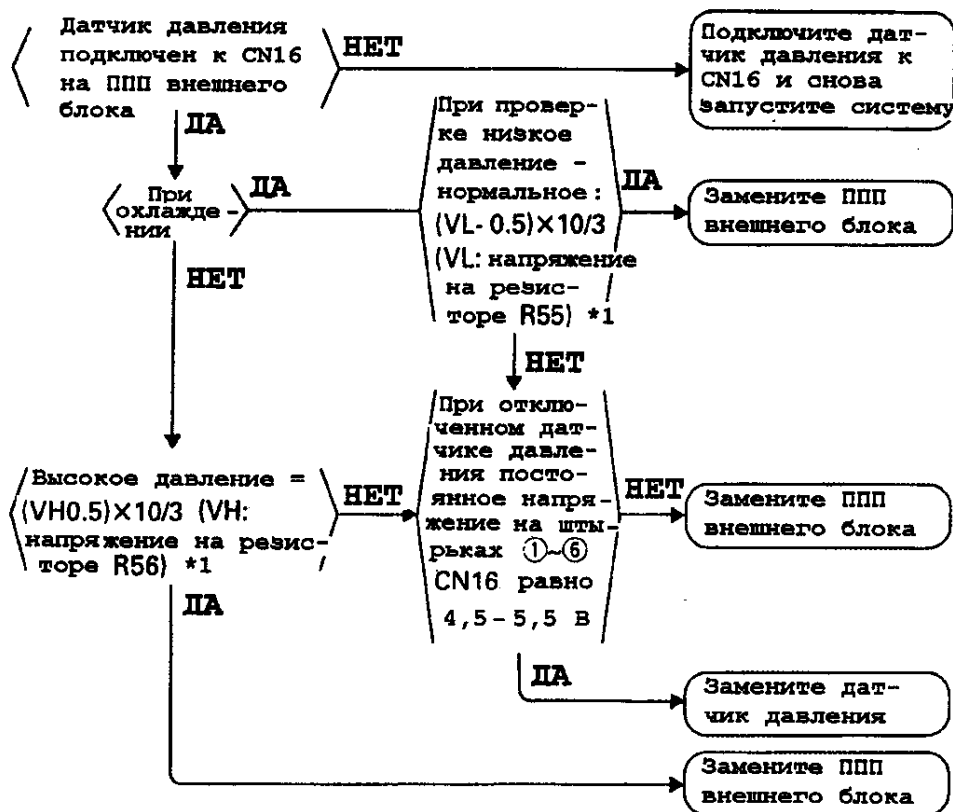 Датчик давления
подключен к CN16
на ППП внешнего
блока
НЕТ
Подключите дат-
чик давления к
CN16 и снова
запустите систему
ДА
При
охлажде-
нии
ДА
При провер-
ке низкое
давление -
нормальное:
(VL-0.5)×10/3
(VL: напряжение
на резис-
торе R55) *1
ДА
Замените ППП
внешнего блока
НЕТ
НЕТ
Высокое давление =
(VH0.5)×10/3 (VH:
напряжение на резис-
торе R56) *1
НЕТ
При отклю-
ченном дат-
чике давле-
ния посто-
янное напря-
жение на шты-
рьках ①~⑥
CN16 равно
4,5-5,5 В
НЕТ
Замените ППП
внешнего блока
ДА
ДА
Замените дат-
чик давления
Замените ППП
внешнего блока